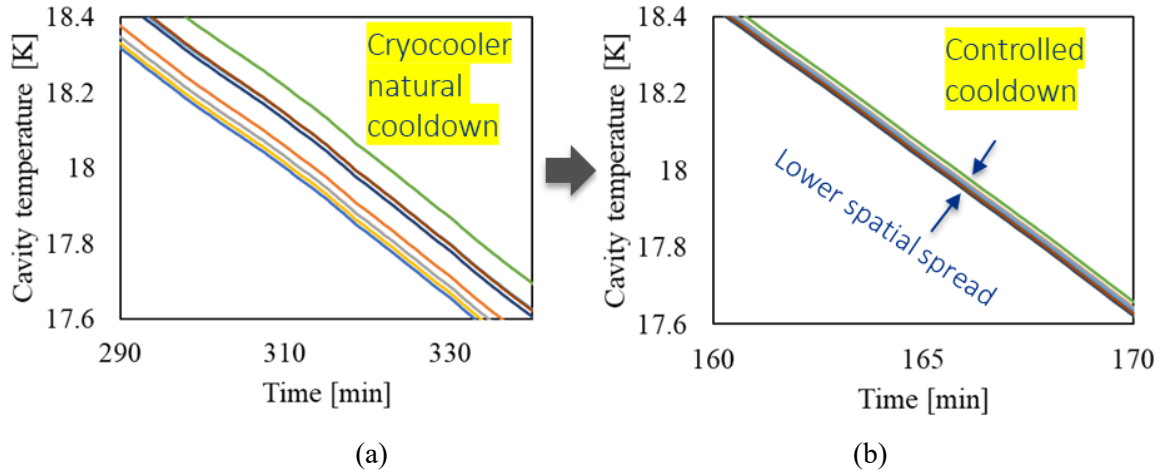 Cavity temperature [K]
18.4
18.2
18
17.8
17.6
290
310
330
Time [min]
Cryocooler
natural
cooldown
(a)
Cavity temperature [K]
18.4
18.2
18
17.8
17.6
160
165
170
Time [min]
Controlled
cooldown
Lower spatial spread
(b)